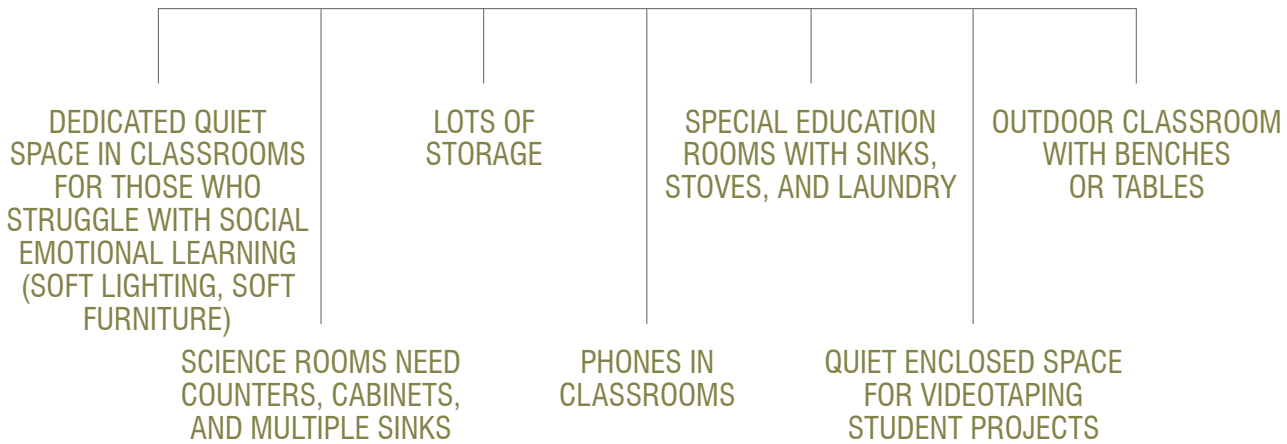 DEDICATED QUIET
SPACE IN CLASSROOMS
FOR THOSE WHO
STRUGGLE WITH SOCIAL
EMOTIONAL LEARNING
(SOFT LIGHTING, SOFT
FURNITURE)
SCIENCE ROOMS NEED
COUNTERS, CABINETS,
AND MULTIPLE SINKS
LOTS OF
STORAGE
PHONES IN
CLASSROOMS
SPECIAL EDUCATION
ROOMS WITH SINKS,
STOVES, AND LAUNDRY
QUIET ENCLOSED SPACE
FOR VIDEOTAPING
STUDENT PROJECTS
OUTDOOR CLASSROOM
WITH BENCHES
OR TABLES